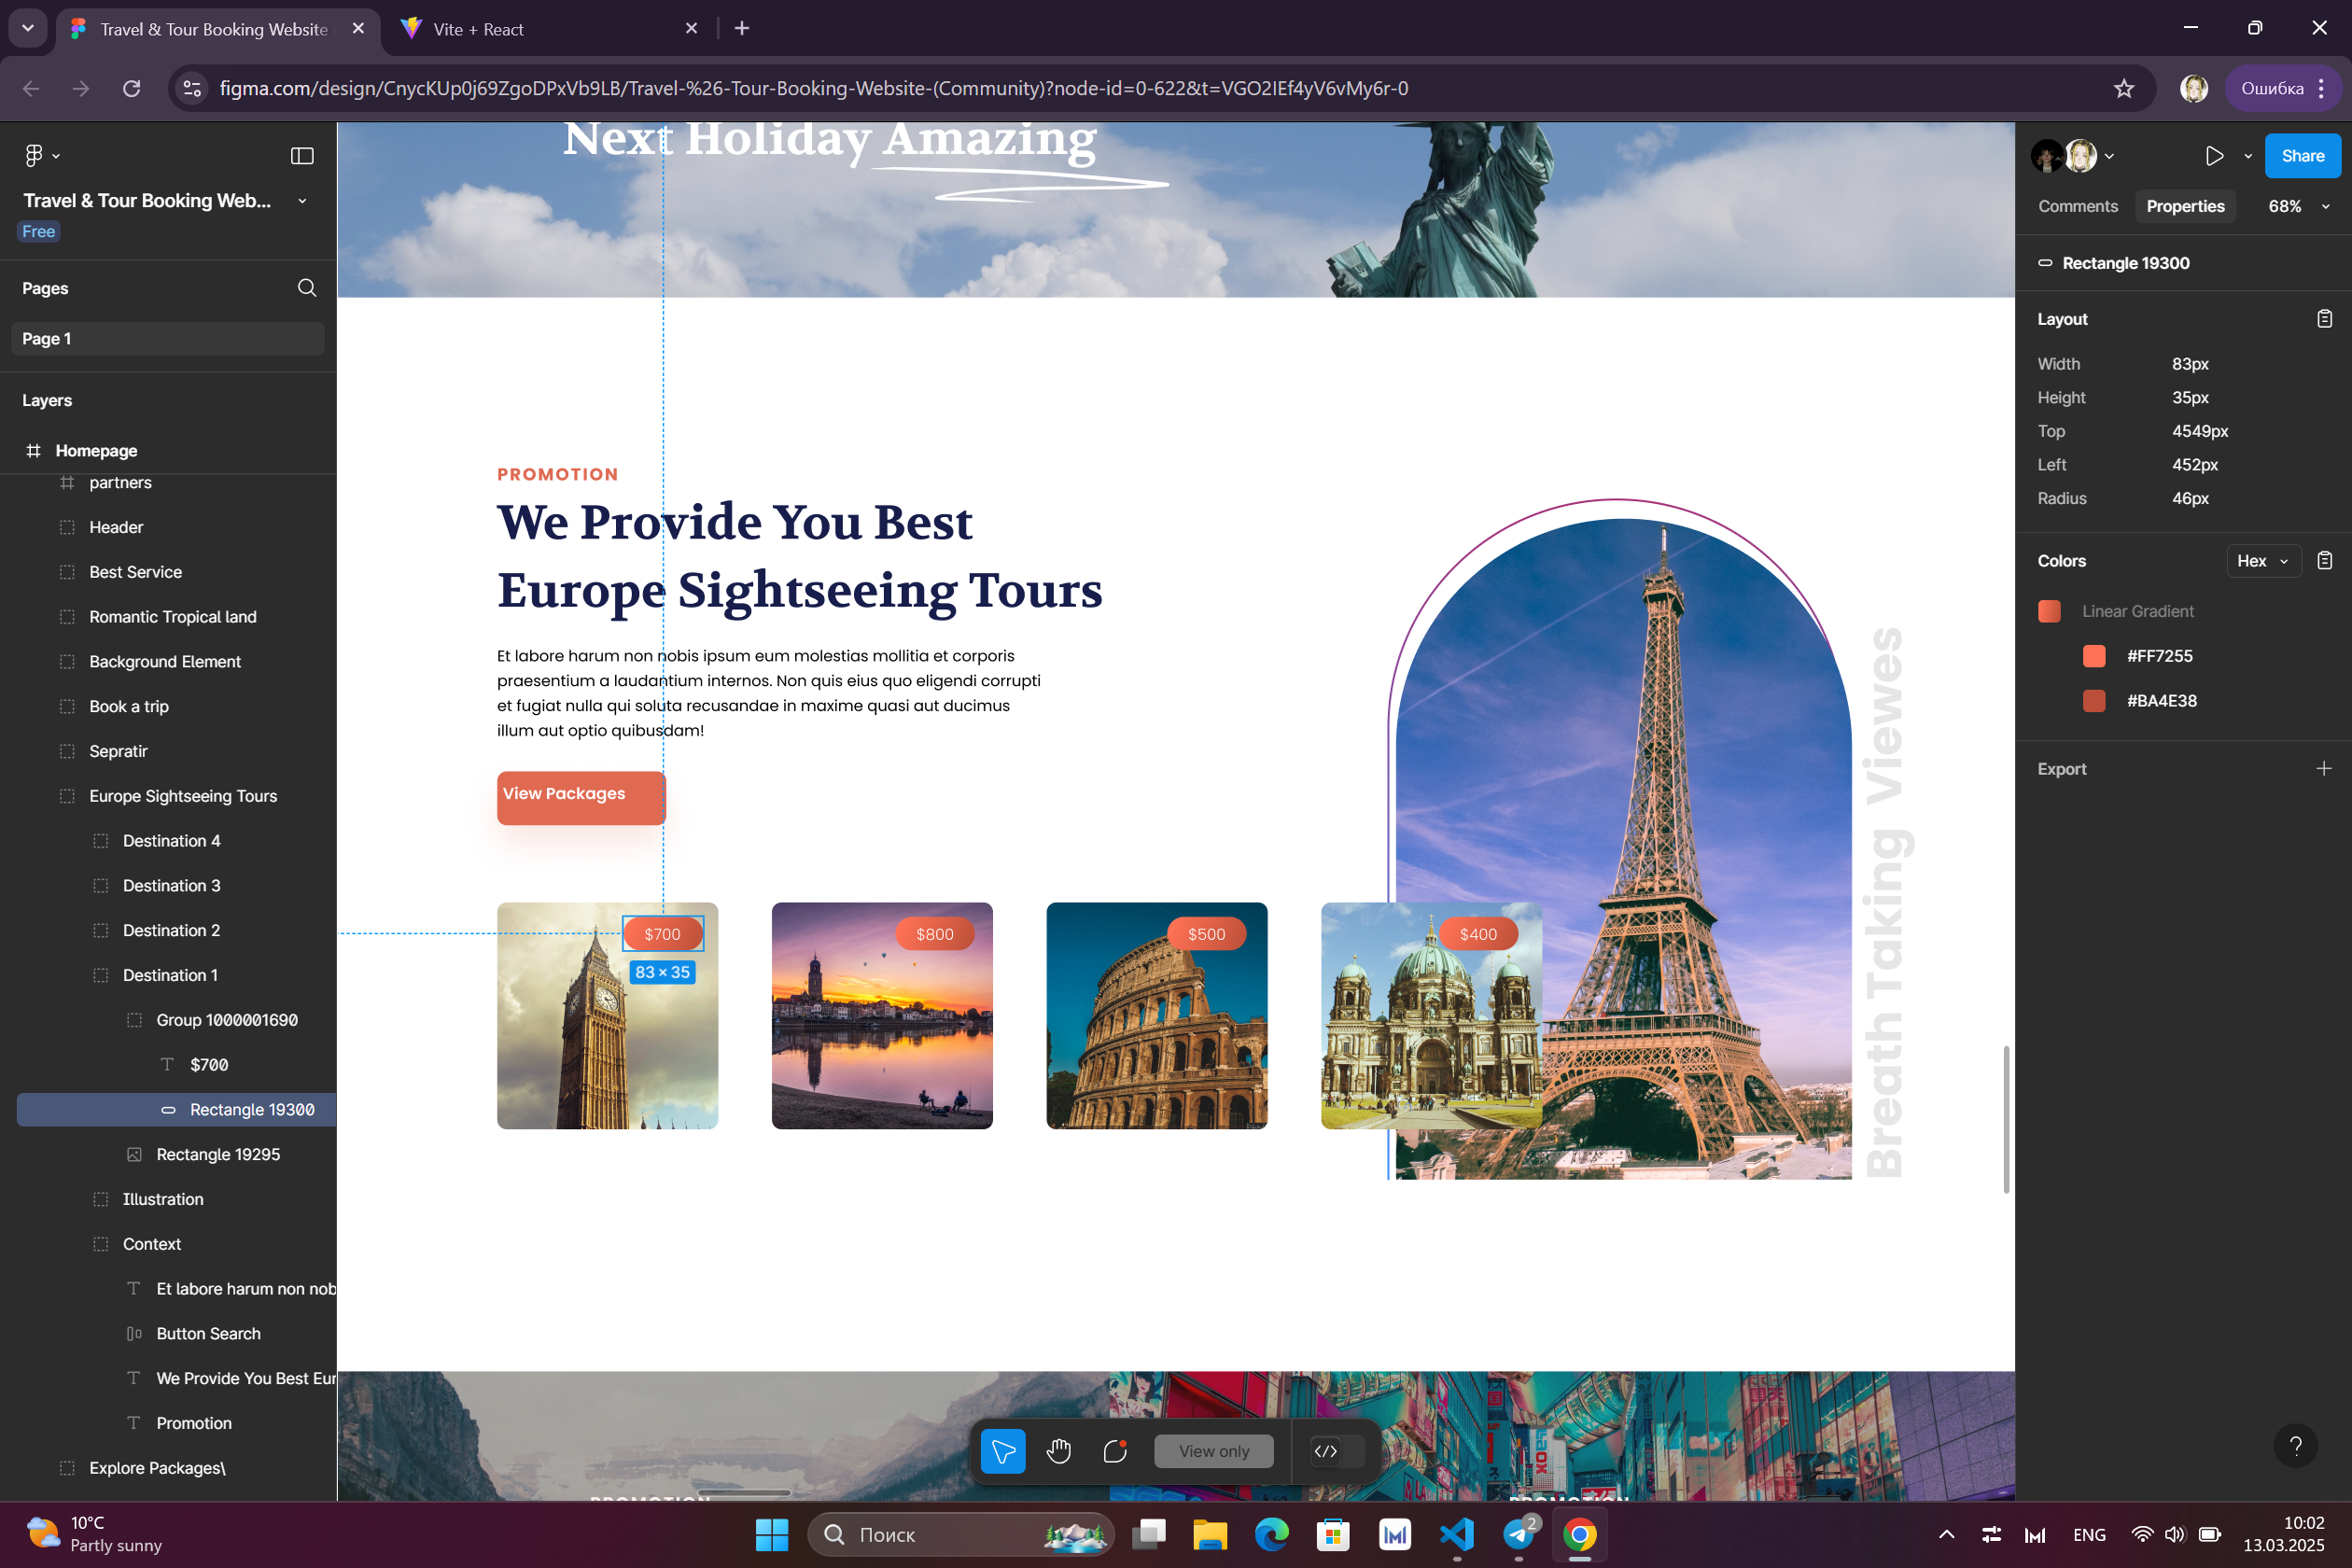 Travel & Tour Booking Website
Vite + React
figma.com/design/CnycKUp0j69ZgoDPxVb9LB/Travel-%26-Tour-Booking-Website-(Community)?node-id=0-622&t=VGO2IEf4yV6vMy6r-0
Ошибка
Travel & Tour Booking Web...
Free
Pages
Page 1
Layers
Homepage
partners
Header
Best Service
Romantic Tropical land
Background Element
Book a trip
Sepratir
Europe Sightseeing Tours
Destination 4
Destination 3
Destination 2
Destination 1
Group 1000001690
$700
Rectangle 19300
Rectangle 19295
Illustration
Context
Et labore harum non nob
Button Search
We Provide You Best Eur
Promotion
Explore Packages\
Next Holiday Amazing
PROMOTION
We Provide You Best
Europe Sightseeing Tours
Et labore harum non nobis ipsum eum molestias mollitia et corporis
praesentium a laudantium internos. Non quis eius quo eligendi corrupti
et fugiat nulla qui soluta recusandae in maxime quasi aut ducimus
illum aut optio quibusdam!
View Packages
$700
83 × 35
$800
$500
$400
Breath Taking Viewes
PROMOTION
PROMOTION
View only
Share
Comments
Properties
68%
Rectangle 19300
Layout
Width 83px
Height 35px
Top 4549px
Left 452px
Radius 46px
Colors
Hex
Linear Gradient
#FF7255
#BA4E38
Export
?
10°C
Partly sunny
Поиск
2
ENG
10:02
13.03.2025